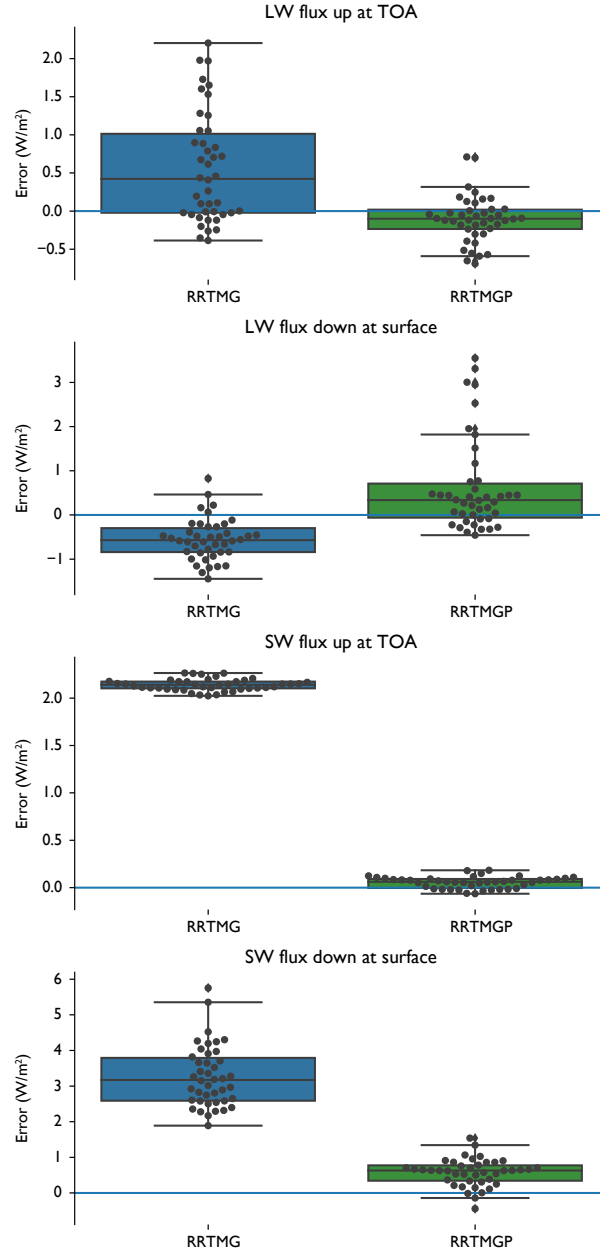 LW flux up at TOA
Error (W/m²)
2.0
1.5
1.0
0.5
0.0
−0.5
RRTMG RRTMGP
LW flux down at surface
Error (W/m²)
3
2
1
0
−1
RRTMG RRTMGP
SW flux up at TOA
Error (W/m²)
2.0
1.5
1.0
0.5
0.0
RRTMG RRTMGP
SW flux down at surface
Error (W/m²)
6
5
4
3
2
1
0
RRTMG RRTMGP